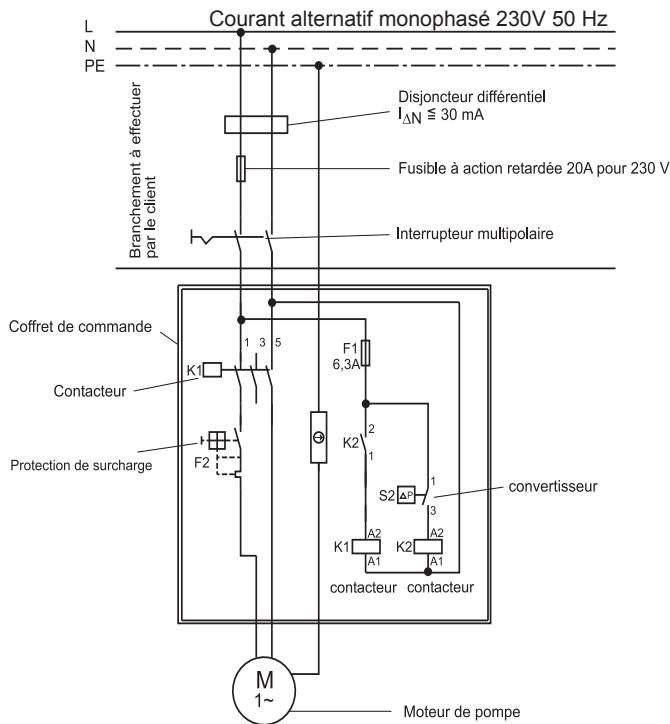 Courant alternatif monophasé 230V 50 Hz
L
N
PE
Branchement à effectuer
par le client
Disjoncteur différentiel
I∆N ≦ 30 mA
Fusible à action retardée 20A pour 230 V
Interrupteur multipolaire
Coffret de commande
1 3 5
F1
6,3A
K1
Contacteur
2
K2
1
Protection de surcharge
F2
1
S2 ∆P
convertisseur
3
A2
K1
A1
A2
K2
A1
contacteur
contacteur
M
1~
Moteur de pompe